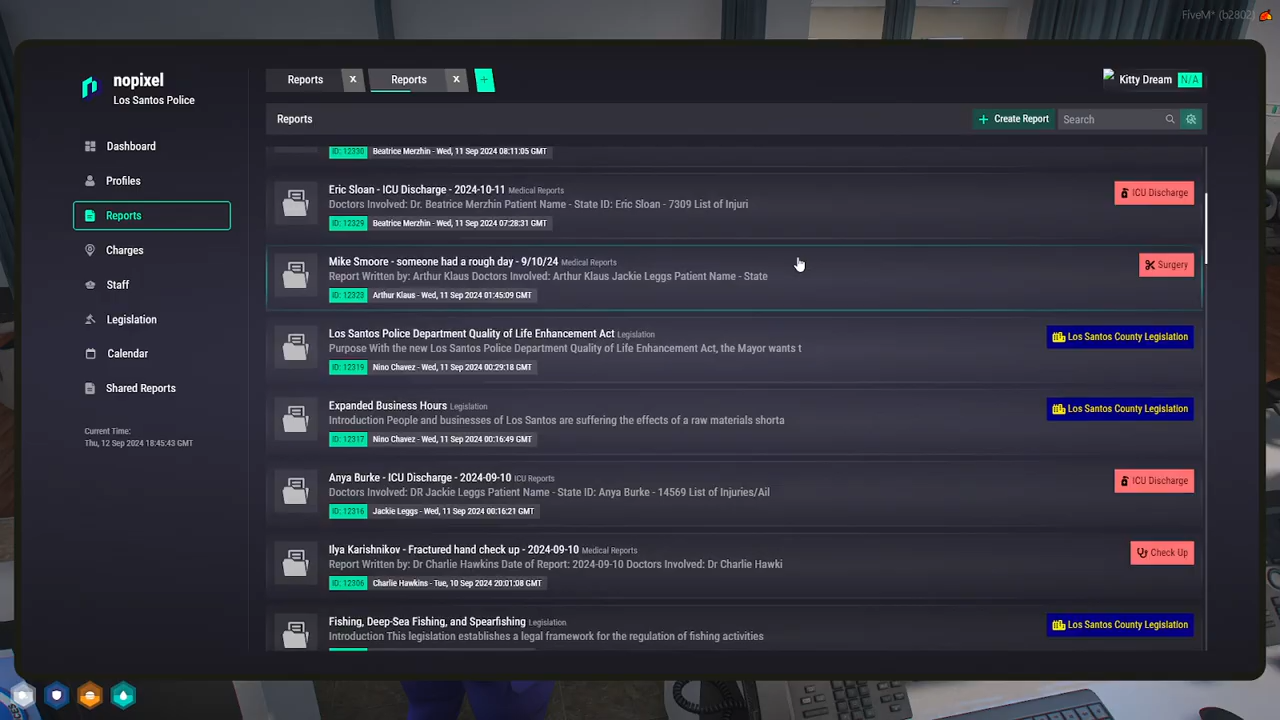 FiveM* (b2802)
nopixel
Los Santos Police
Reports x Reports x +
Kitty Dream N/A
Dashboard
Profiles
Reports
Charges
Staff
Legislation
Calendar
Shared Reports
Current Time:
Thu, 12 Sep 2024 18:45:43 GMT
Reports
+ Create Report
Search
ID: 12330 Beatrice Merzhin - Wed, 11 Sep 2024 08:11:05 GMT
Eric Sloan - ICU Discharge - 2024-10-11 Medical Reports
Doctors Involved: Dr. Beatrice Merzhin Patient Name - State ID: Eric Sloan - 7309 List of Injuri
ID: 12329 Beatrice Merzhin - Wed, 11 Sep 2024 07:28:31 GMT
ICU Discharge
Mike Smoore - someone had a rough day - 9/10/24 Medical Reports
Report Written by: Arthur Klaus Doctors Involved: Arthur Klaus Jackie Leggs Patient Name - State
ID: 12323 Arthur Klaus - Wed, 11 Sep 2024 01:45:09 GMT
Surgery
Los Santos Police Department Quality of Life Enhancement Act Legislation
Purpose With the new Los Santos Police Department Quality of Life Enhancement Act, the Mayor wants t
ID: 12319 Nino Chavez - Wed, 11 Sep 2024 00:29:18 GMT
Los Santos County Legislation
Expanded Business Hours Legislation
Introduction People and businesses of Los Santos are suffering the effects of a raw materials shorta
ID: 12317 Nino Chavez - Wed, 11 Sep 2024 00:16:49 GMT
Los Santos County Legislation
Anya Burke - ICU Discharge - 2024-09-10 ICU Reports
Doctors Involved: DR Jackie Leggs Patient Name - State ID: Anya Burke - 14569 List of Injuries/Ail
ID: 12316 Jackie Leggs - Wed, 11 Sep 2024 00:16:21 GMT
ICU Discharge
Ilya Karishnikov - Fractured hand check up - 2024-09-10 Medical Reports
Report Written by: Dr Charlie Hawkins Date of Report: 2024-09-10 Doctors Involved: Dr Charlie Hawki
ID: 12306 Charlie Hawkins - Tue, 10 Sep 2024 20:01:08 GMT
Check Up
Fishing, Deep-Sea Fishing, and Spearfishing Legislation
Introduction This legislation establishes a legal framework for the regulation of fishing activities
Los Santos County Legislation